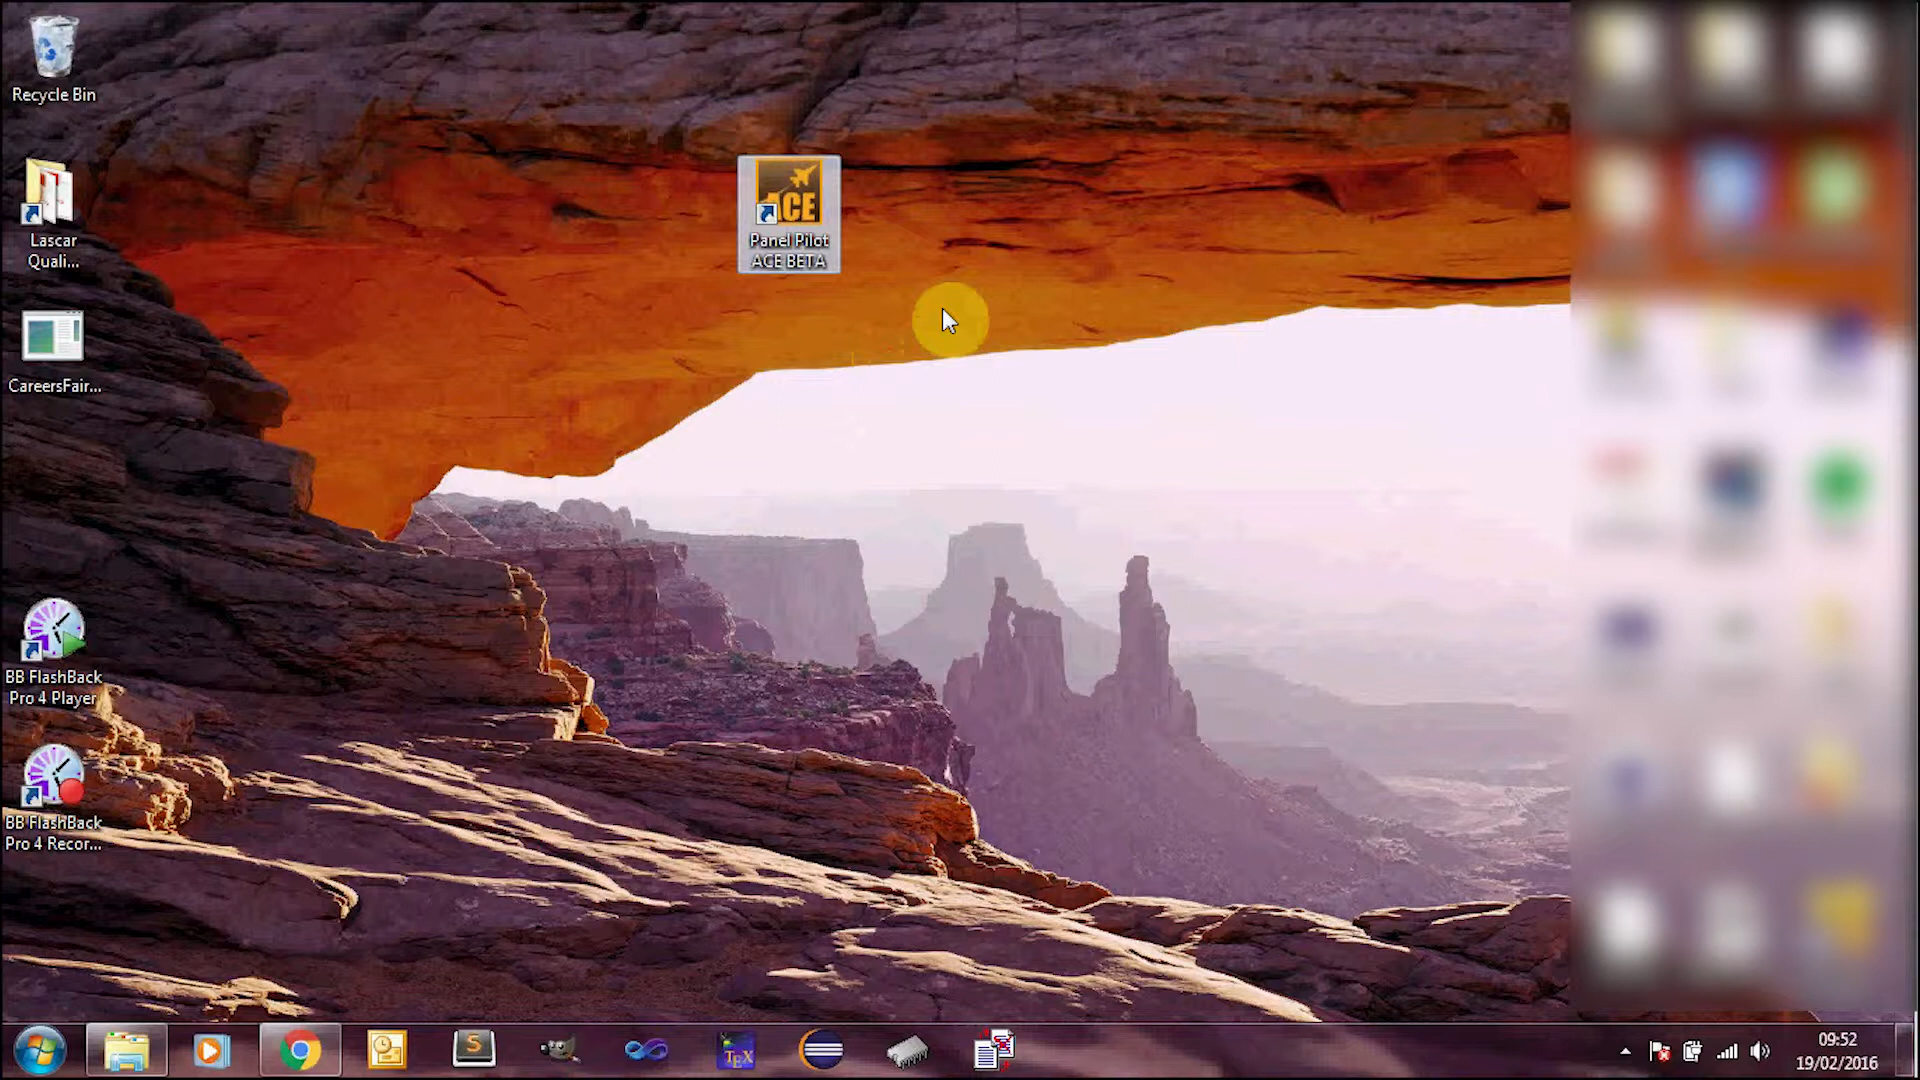 Recycle Bin
Lascar
Quali...
CareersFair...
BB FlashBack
Pro 4 Player
BB FlashBack
Pro 4 Recor...
ACE
Panel Pilot
ACE BETA
S
TEX
09:52
19/02/2016